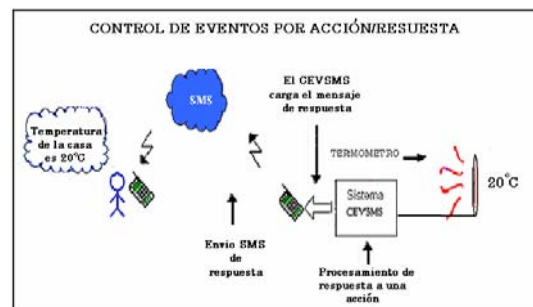 CONTROL DE EVENTOS POR ACCIÓN/RESUESTA
El CEVSMS
carga el mensaje
de respuesta
SMS
Temperatura
de la casa
es 20°C
TERMOMETRO
20°C
Sistema
CEVSMS
Envio SMS
de
respuesta
Procesamiento de
respuesta a una
acción